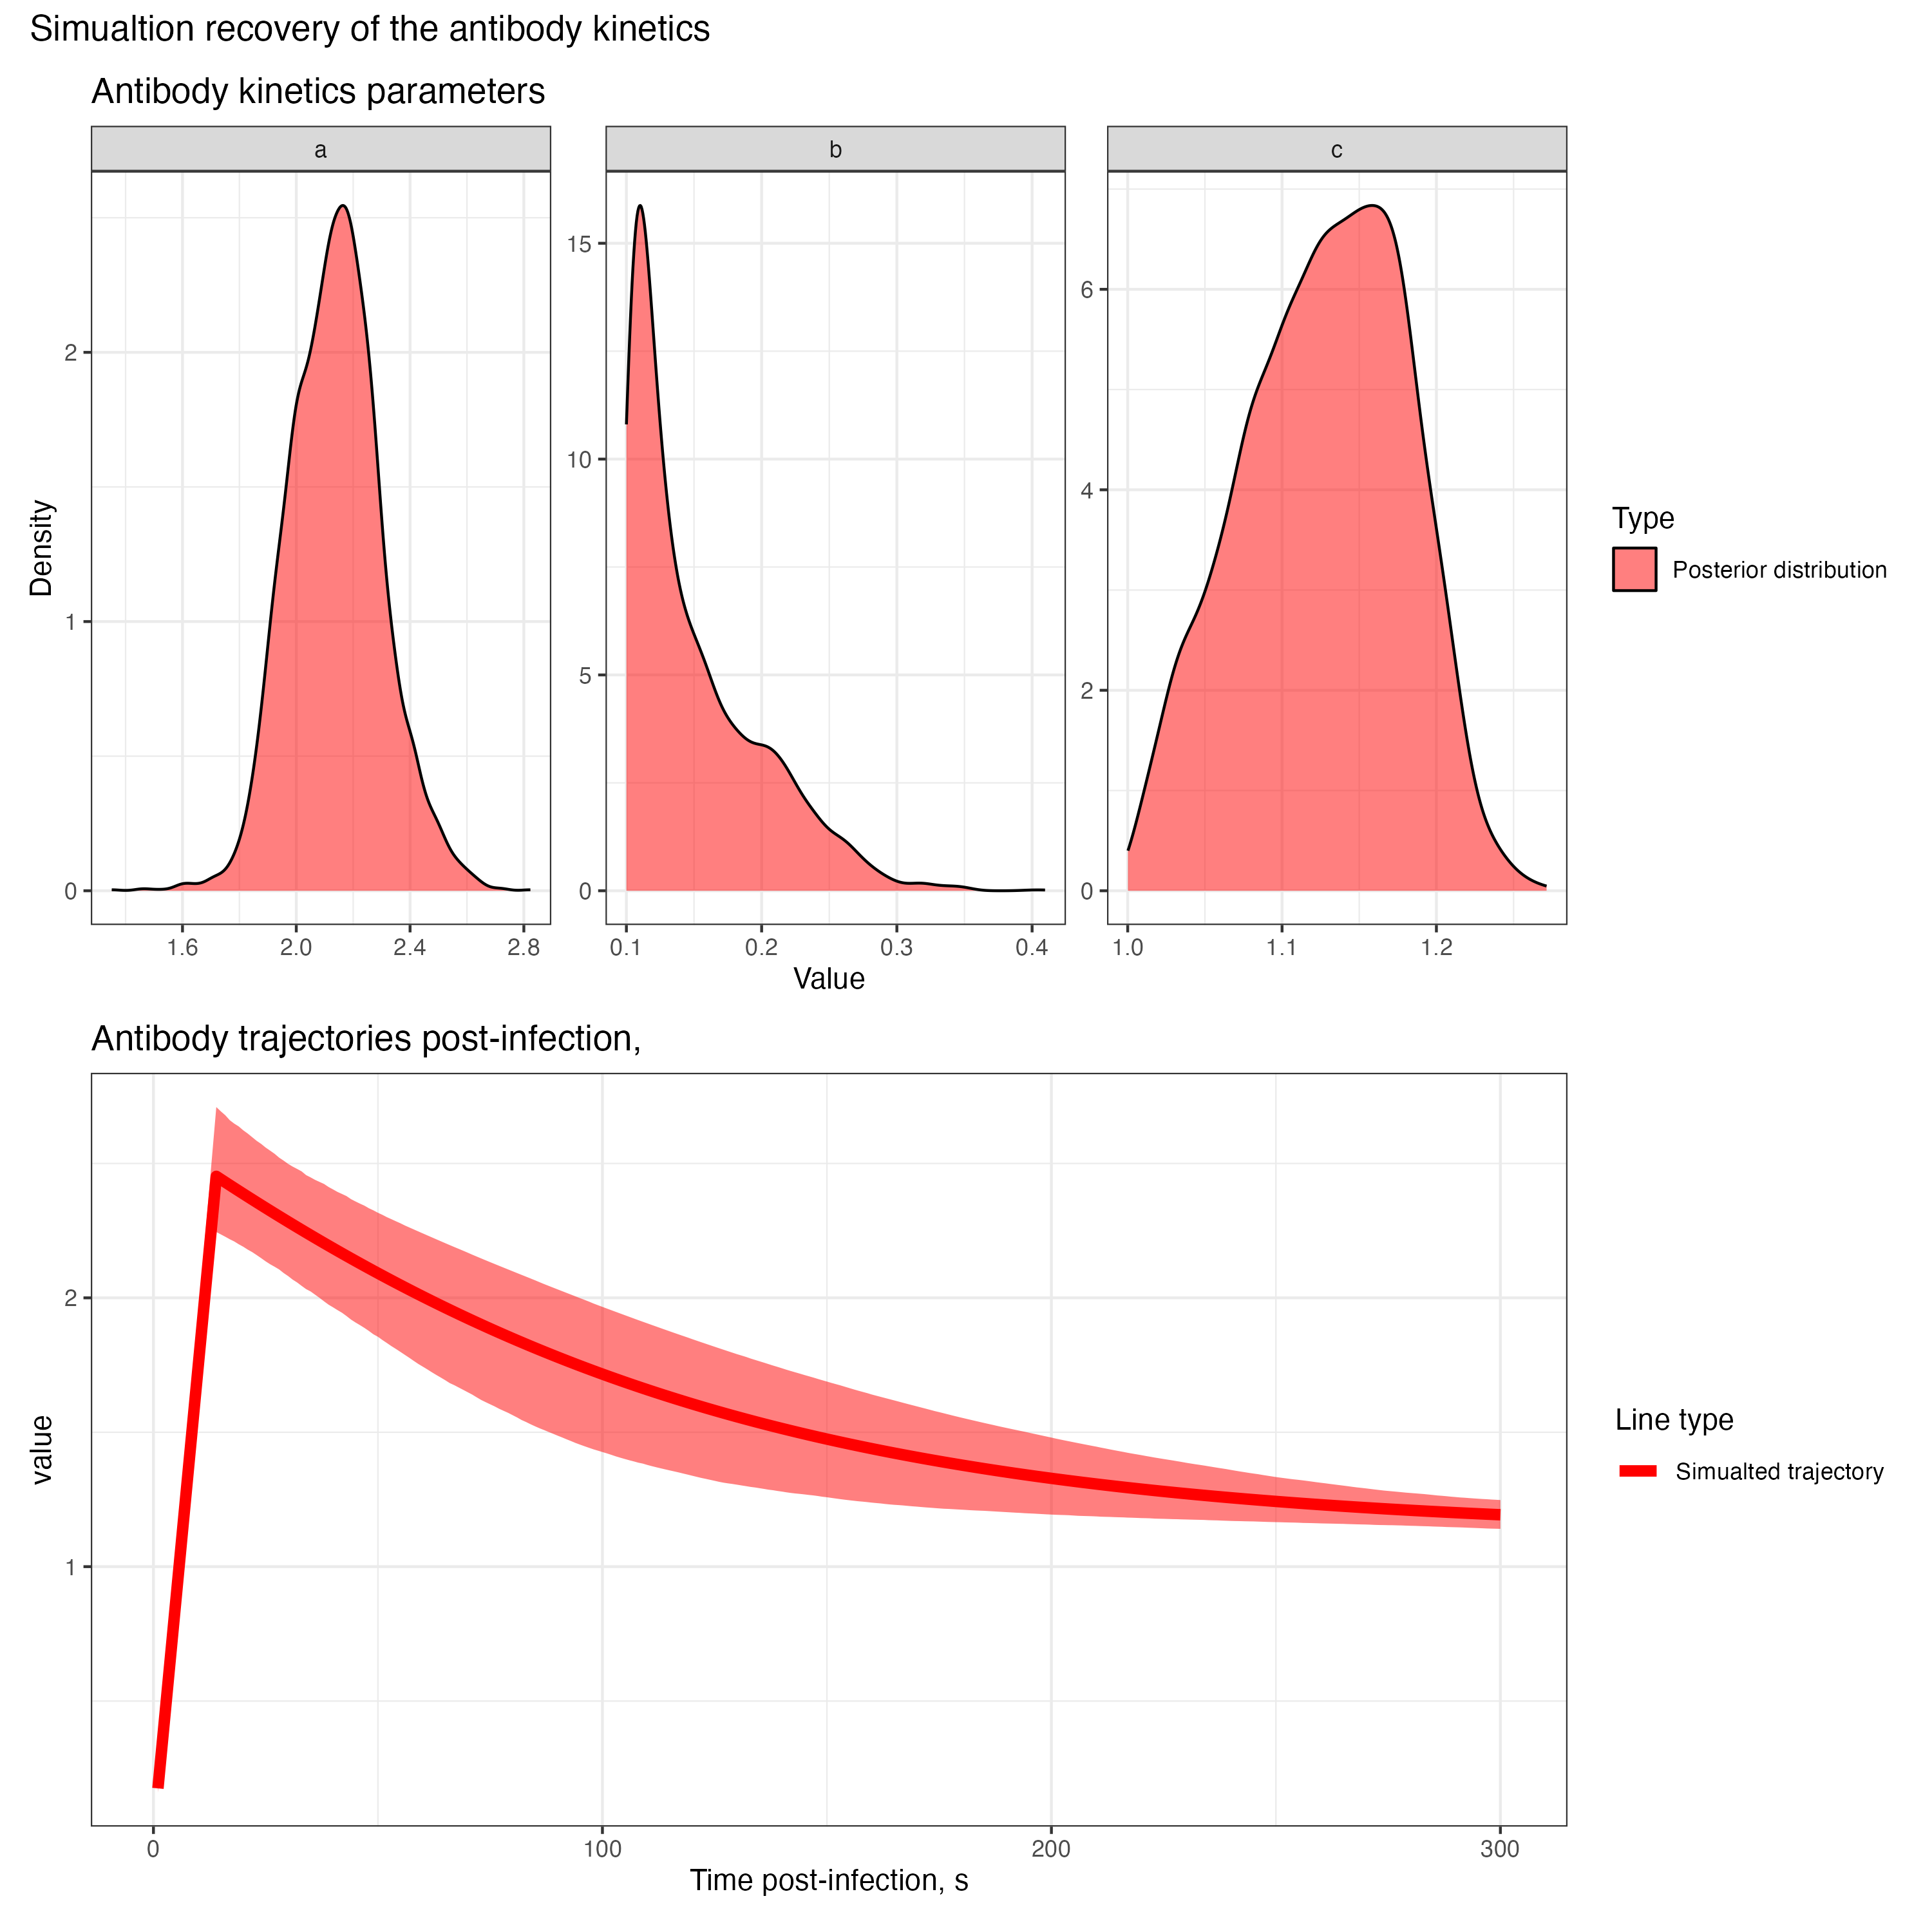 Simualtion recovery of the antibody kinetics
Antibody kinetics parameters
a
b
c
Density
0
1
2
0
5
10
15
0
2
4
6
1.6
2.0
2.4
2.8
0.1
0.2
0.3
0.4
1.0
1.1
1.2
Value
Type
Posterior distribution
Antibody trajectories post-infection,
value
1
2
0
100
200
300
Time post-infection, s
Line type
Simualted trajectory